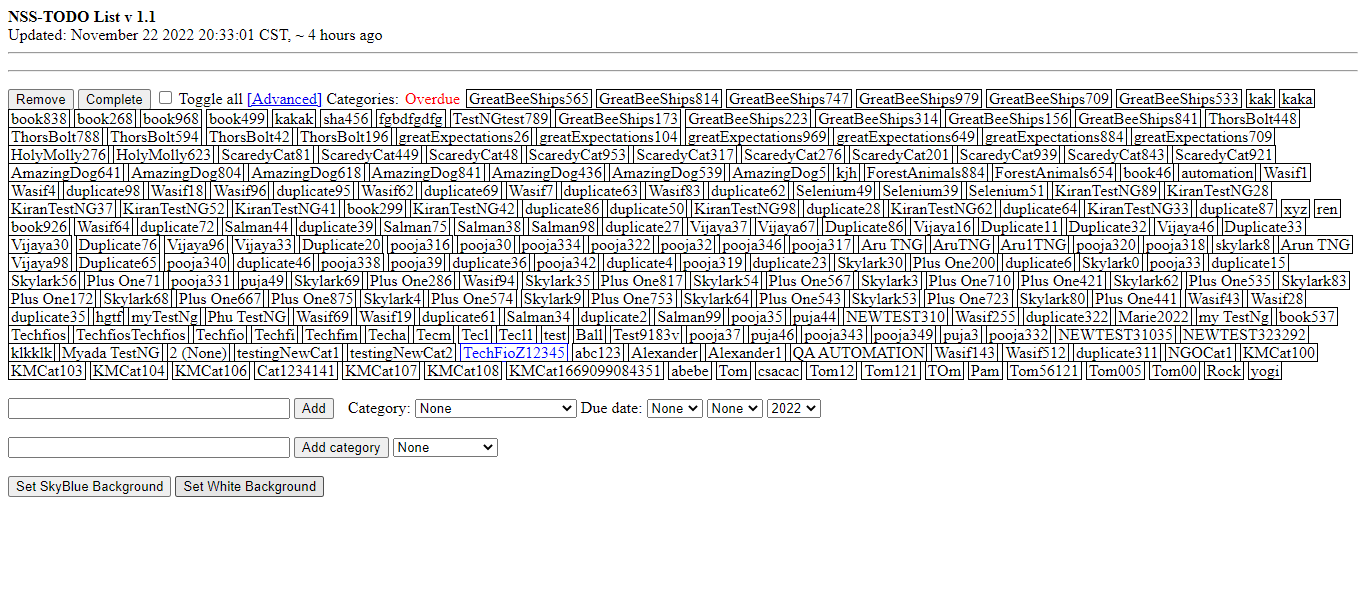 NSS-TODO List v 1.1
Updated: November 22 2022 20:33:01 CST, ~ 4 hours ago
Remove Complete Toggle all [Advanced] Categories: Overdue GreatBeeShips565 GreatBeeShips814 GreatBeeShips747 GreatBeeShips979 GreatBeeShips709 GreatBeeShips533 kak kaka
book838 book268 book968 book499 kakak sha456 fgbdfgdfg TestNGtest789 GreatBeeShips173 GreatBeeShips223 GreatBeeShips314 GreatBeeShips156 GreatBeeShips841 ThorsBolt448
ThorsBolt788 ThorsBolt594 ThorsBolt42 ThorsBolt196 greatExpectations26 greatExpectations104 greatExpectations969 greatExpectations649 greatExpectations884 greatExpectations709
HolyMolly276 HolyMolly623 ScaredyCat81 ScaredyCat449 ScaredyCat48 ScaredyCat953 ScaredyCat317 ScaredyCat276 ScaredyCat201 ScaredyCat939 ScaredyCat843 ScaredyCat921
AmazingDog641 AmazingDog804 AmazingDog618 AmazingDog841 AmazingDog436 AmazingDog539 AmazingDog5 kjh ForestAnimals884 ForestAnimals654 book46 automation Wasif1
Wasif4 duplicate98 Wasif18 Wasif96 duplicate95 Wasif62 duplicate69 Wasif7 duplicate63 Wasif83 duplicate62 Selenium49 Selenium39 Selenium51 KiranTestNG89 KiranTestNG28
KiranTestNG37 KiranTestNG52 KiranTestNG41 book299 KiranTestNG42 duplicate86 duplicate50 KiranTestNG98 duplicate28 KiranTestNG62 duplicate64 KiranTestNG33 duplicate87 xyz ren
book926 Wasif64 duplicate72 Salman44 duplicate39 Salman75 Salman38 Salman98 duplicate27 Vijaya37 Vijaya67 Duplicate86 Vijaya16 Duplicate11 Duplicate32 Vijaya46 Duplicate33
Vijaya30 Duplicate76 Vijaya96 Vijaya33 Duplicate20 pooja316 pooja30 pooja334 pooja322 pooja32 pooja346 pooja317 Aru TNG AruTNG Aru1TNG pooja320 pooja318 skylark8 Arun TNG
Vijaya98 Duplicate65 pooja340 duplicate46 pooja338 pooja39 duplicate36 pooja342 duplicate4 pooja319 duplicate23 Skylark30 Plus One200 duplicate6 Skylark0 pooja33 duplicate15
Skylark56 Plus One71 pooja331 puja49 Skylark69 Plus One286 Wasif94 Skylark35 Plus One817 Skylark54 Plus One567 Skylark3 Plus One710 Plus One421 Skylark62 Plus One535 Skylark83
Plus One172 Skylark68 Plus One667 Plus One875 Skylark4 Plus One574 Skylark9 Plus One753 Skylark64 Plus One543 Skylark53 Plus One723 Skylark80 Plus One441 Wasif43 Wasif28
duplicate35 hgtf myTestNg Phu TestNG Wasif69 Wasif19 duplicate61 Salman34 duplicate2 Salman99 pooja35 puja44 NEWTEST310 Wasif255 duplicate322 Marie2022 my TestNg book537
Techfios TechfiosTechfios Techfio Techfi Techfim Techa Tecm Tecl Tecl1 test Ball Test9183v pooja37 puja46 pooja343 pooja349 puja3 pooja332 NEWTEST31035 NEWTEST323292
klkklk Myada TestNG 2 (None) testingNewCat1 testingNewCat2 TechFioZ12345 abc123 Alexander Alexander1 QA AUTOMATION Wasif143 Wasif512 duplicate311 NGOCat1 KMCat100
KMCat103 KMCat104 KMCat106 Cat1234141 KMCat107 KMCat108 KMCat1669099084351 abebe Tom csacac Tom12 Tom121 TOm Pam Tom56121 Tom005 Tom00 Rock yogi
Add Category: None Due date: None None 2022
Add category None
Set SkyBlue Background Set White Background